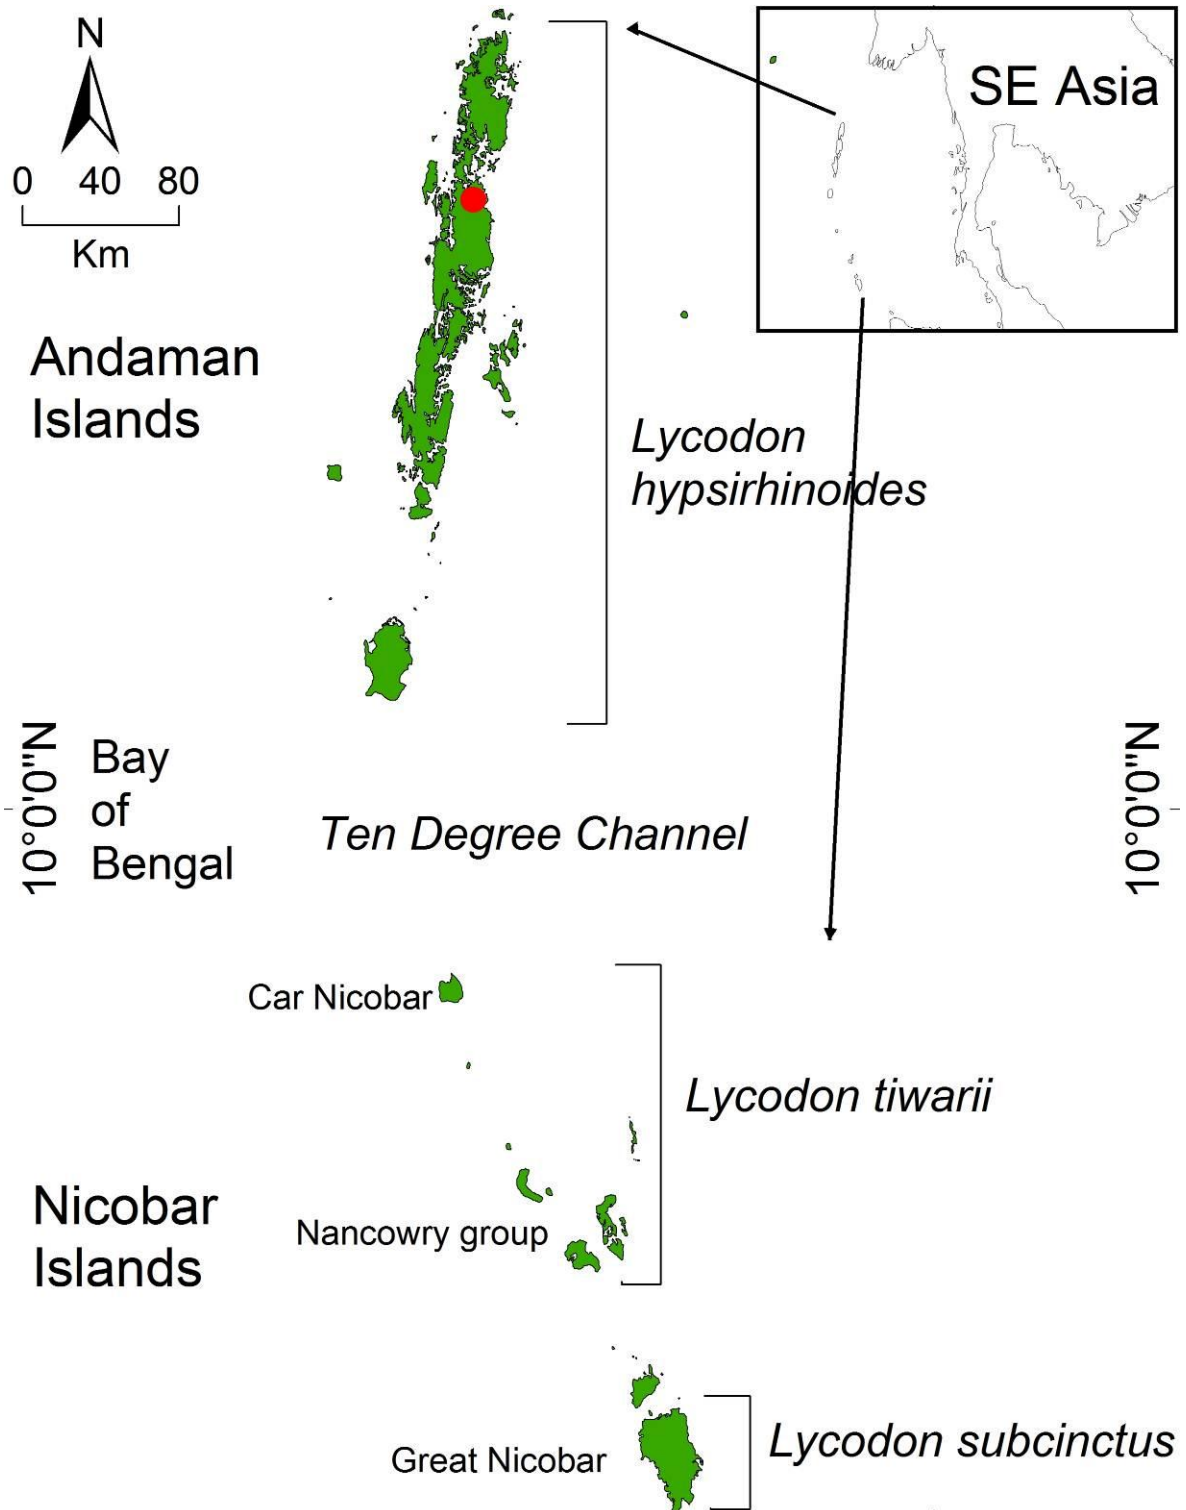 N
0 40 80
Km
SE Asia
Andaman
Islands
Lycodon
hypsirhinoides
10°0'0"N
Bay
of
Bengal
Ten Degree Channel
10°0'0"N
Car Nicobar
Lycodon tiwarii
Nicobar
Islands
Nancowry group
Great Nicobar
Lycodon subcinctus